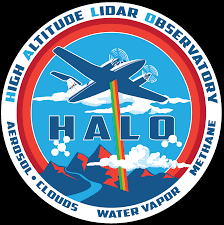 HIGH ALTITUDE LIDAR OBSERVATORY
HALO
AEROSOL • CLOUDS WATER VAPOR • METHANE